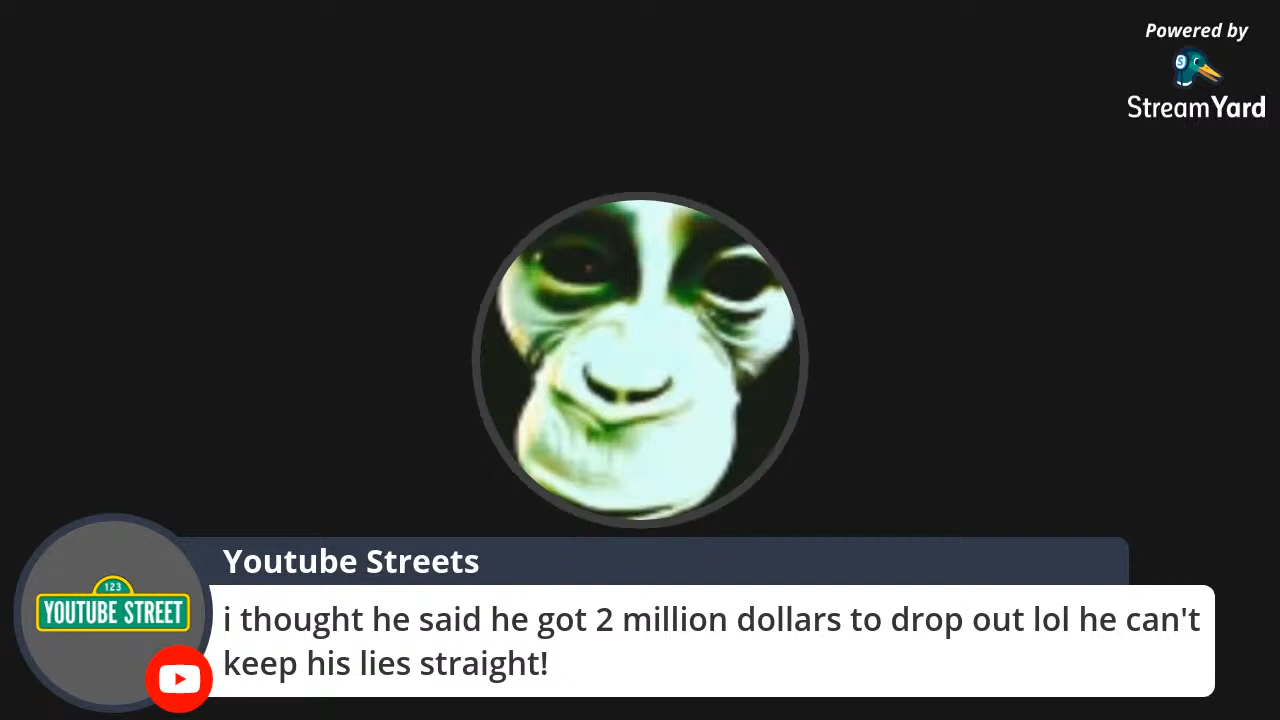 Powered by
S
StreamYard
Youtube Streets
123
YOUTUBE STREET
i thought he said he got 2 million dollars to drop out lol he can't
keep his lies straight!